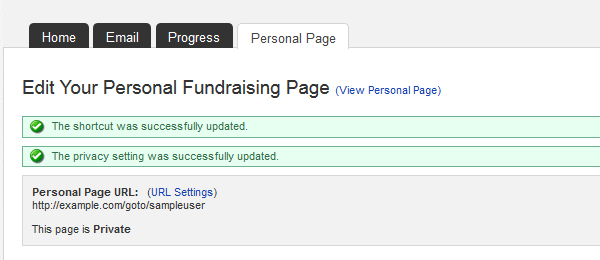 Home Email Progress Personal Page
Edit Your Personal Fundraising Page (View Personal Page)
The shortcut was successfully updated.
The privacy setting was successfully updated.
Personal Page URL: (URL Settings)
http://example.com/goto/sampleuser
This page is Private